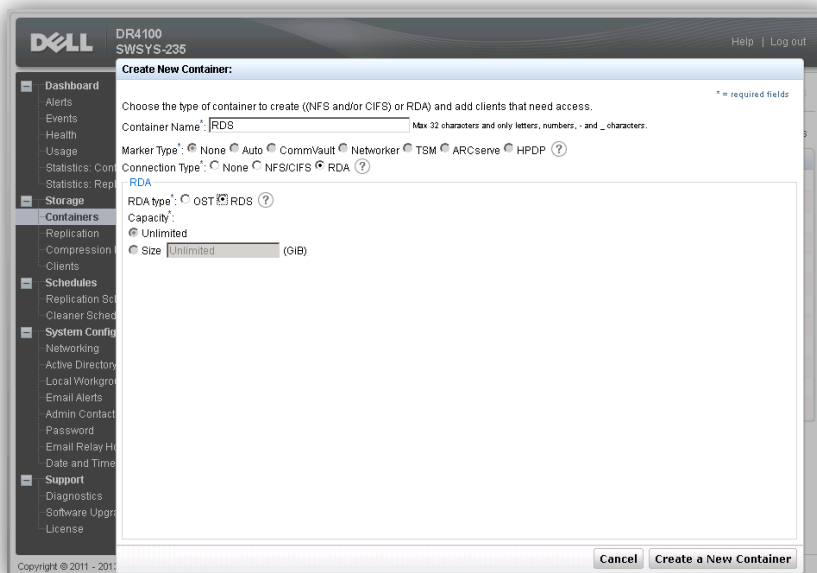 DELL
DR4100
SWSYS-235
Help | Log out
Create New Container:
* = required fields
Choose the type of container to create ((NFS and/or CIFS) or RDA) and add clients that need access.
Container Name*: RDS Max 32 characters and only letters, numbers, - and _ characters.
Marker Type*: None Auto CommVault Networker TSM ARCserve HPDP ?
Connection Type*: None NFS/CIFS RDA ?
RDA
RDA type*: OST RDS ?
Capacity*:
Unlimited
Size Unlimited (GiB)
Dashboard
Alerts
Events
Health
Usage
Statistics: Cont
Statistics: Repl
Storage
Containers
Replication
Compression
Clients
Schedules
Replication Sch
Cleaner Sched
System Config
Networking
Active Directory
Local Workgro
Email Alerts
Admin Contact
Password
Email Relay Ho
Date and Time
Support
Diagnostics
Software Upgra
License
Cancel Create a New Container
Copyright © 2011 - 201